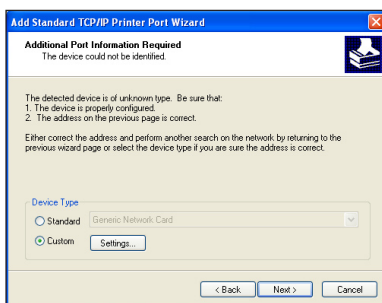 Add Standard TCP/IP Printer Port Wizard
Additional Port Information Required
The device could not be identified.
The detected device is of unknown type. Be sure that:
1. The device is properly configured.
2. The address on the previous page is correct.
Either correct the address and perform another search on the network by returning to the
previous wizard page or select the device type if you are sure the address is correct.
Device Type
Standard Generic Network Card
Custom Settings...
< Back Next > Cancel